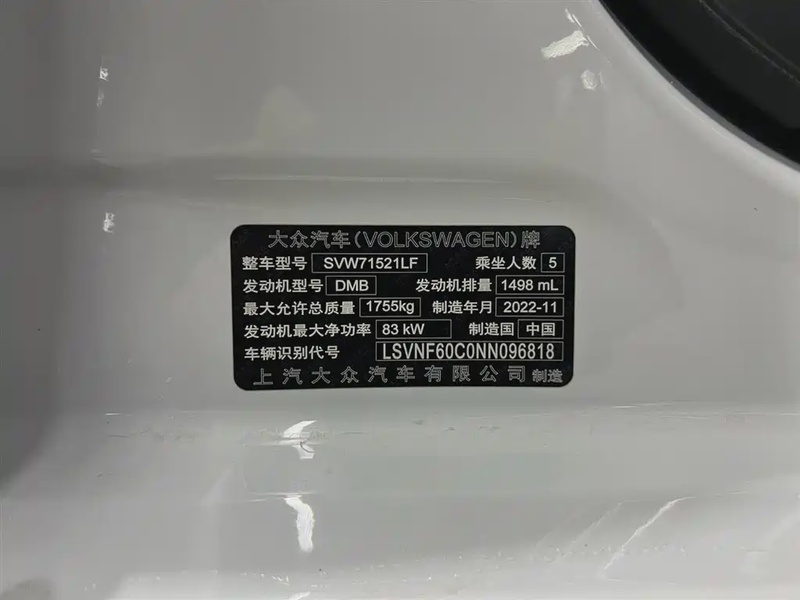 大众汽车(VOLKSWAGEN)牌
整车型号 SVW71521LF 乘坐人数 5
发动机型号 DMB 发动机排量 1498 mL
最大允许总质量 1755kg 制造年月 2022-11
发动机最大净功率 83 kW 制造国 中国
车辆识别代号 LSVNF60C0NN096818
上汽大众汽车有限公司 制造